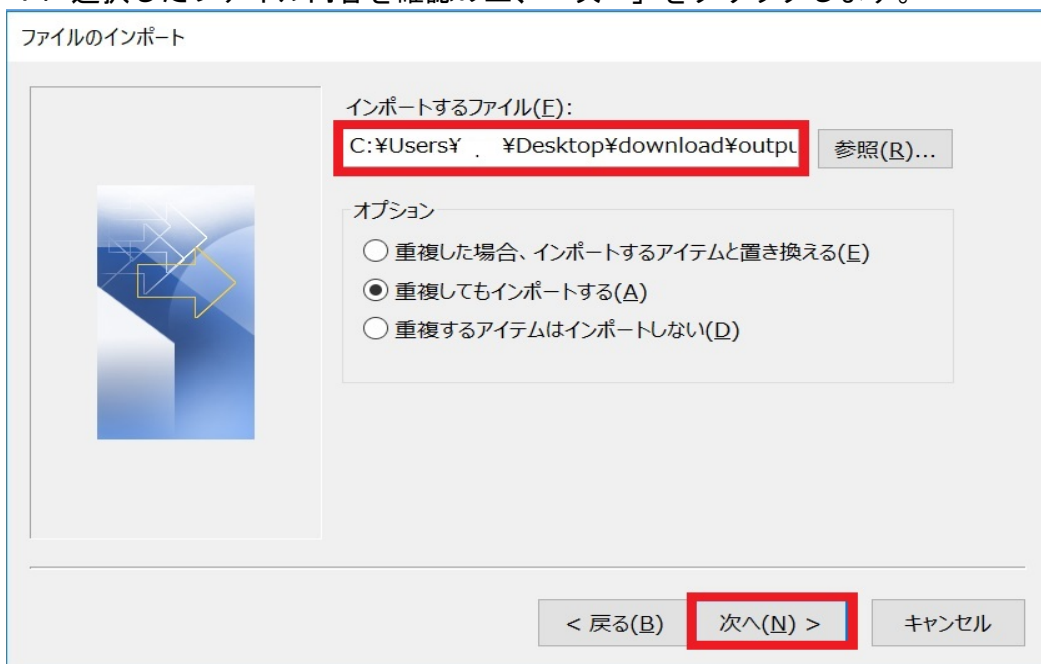 ファイルのインポート
インポートするファイル(F):
C:¥Users¥ . ¥Desktop¥download¥outpu
参照(R)...
オプション
重複した場合、インポートするアイテムと置き換える(E)
重複してもインポートする(A)
重複するアイテムはインポートしない(D)
< 戻る(B)
次へ(N) >
キャンセル